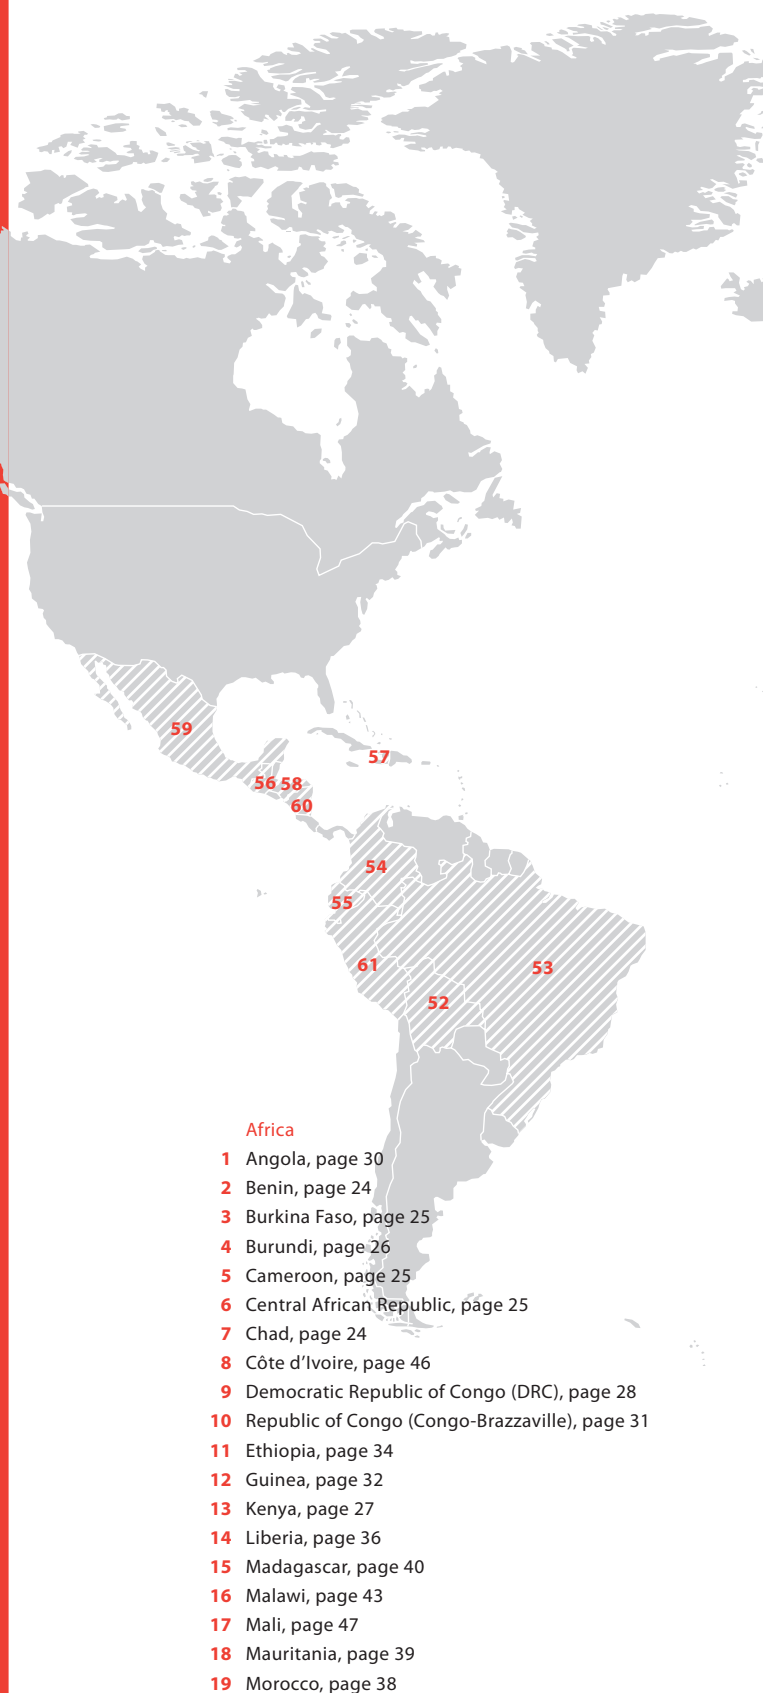 59
57
56 58
60
54
55
61
53
52
Africa
1 Angola, page 30
2 Benin, page 24
3 Burkina Faso, page 25
4 Burundi, page 26
5 Cameroon, page 25
6 Central African Republic, page 25
7 Chad, page 24
8 Côte d’Ivoire, page 46
9 Democratic Republic of Congo (DRC), page 28
10 Republic of Congo (Congo-Brazzaville), page 31
11 Ethiopia, page 34
12 Guinea, page 32
13 Kenya, page 27
14 Liberia, page 36
15 Madagascar, page 40
16 Malawi, page 43
17 Mali, page 47
18 Mauritania, page 39
19 Morocco, page 38